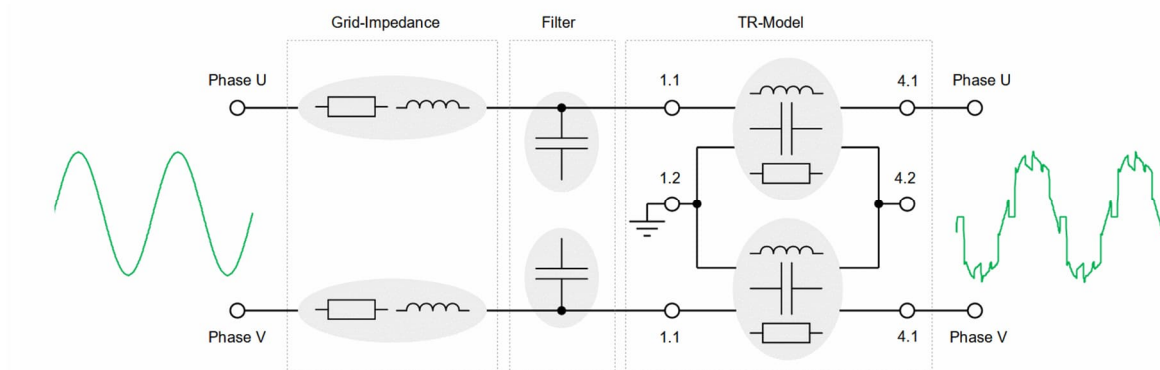 Grid-Impedance Filter TR-Model
Phase U 1.1 4.1 Phase U
1.2 4.2
Phase V 1.1 4.1 Phase V